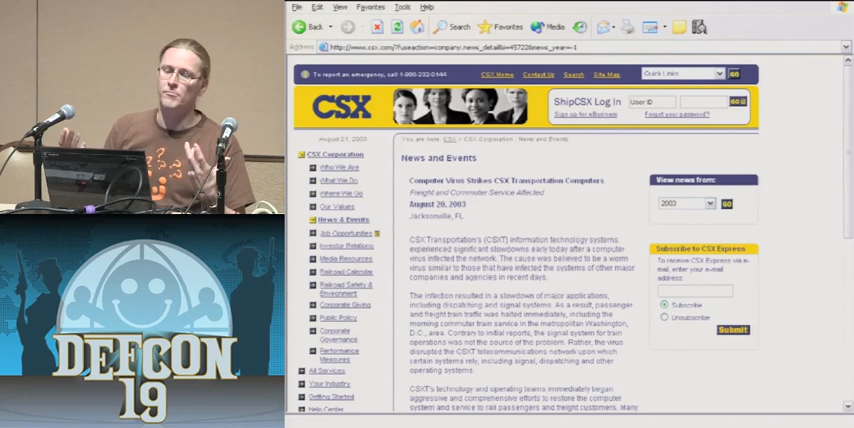 File Edit View Favorites Tools Help
Back Search Favorites Media
Address http://www.csx.com/?fuseaction=company.news_detail&i=45722&news_year=-1
To report an emergency, call 1-800-232-0144 CSX Home Contact Us Search Site Map Quick Links GO
CSX
ShipCSX Log In User ID GO
Sign up for eBusiness Forgot your password?
August 21, 2003
You are here: CSX > CSX Corporation : News and Events
CSX Corporation
Who We Are
What We Do
Where We Go
Our Values
News & Events
Job Opportunities
Investor Relations
Media Resources
Railroad Calendar
Railroad Safety &
Environment
Corporate Giving
Public Policy
Corporate
Governance
Performance
Measures
All Services
Your Industry
Getting Started
Help Center
News and Events
Computer Virus Strikes CSX Transportation Computers
Freight and Commuter Service Affected
August 20, 2003
Jacksonville, FL
CSX Transportation's (CSXT) information technology systems
experienced significant slowdowns early today after a computer
virus infected the network. The cause was believed to be a worm
virus similar to those that have infected the systems of other major
companies and agencies in recent days.
The infection resulted in a slowdown of major applications,
including dispatching and signal systems. As a result, passenger
and freight train traffic was halted immediately, including the
morning commuter train service in the metropolitan Washington,
D.C., area. Contrary to initial reports, the signal system for train
operations was not the source of the problem. Rather, the virus
disrupted the CSXT telecommunications network upon which
certain systems rely, including signal, dispatching and other
operating systems.
CSXT's technology and operating teams immediately began
aggressive and comprehensive efforts to restore the computer
system and service to rail passengers and freight customers. Many
View news from:
2003 GO
Subscribe to CSX Express
To receive CSX Express via e-
mail, enter your e-mail
address:
Subscribe
Unsubscribe
Submit
DEFCON
19